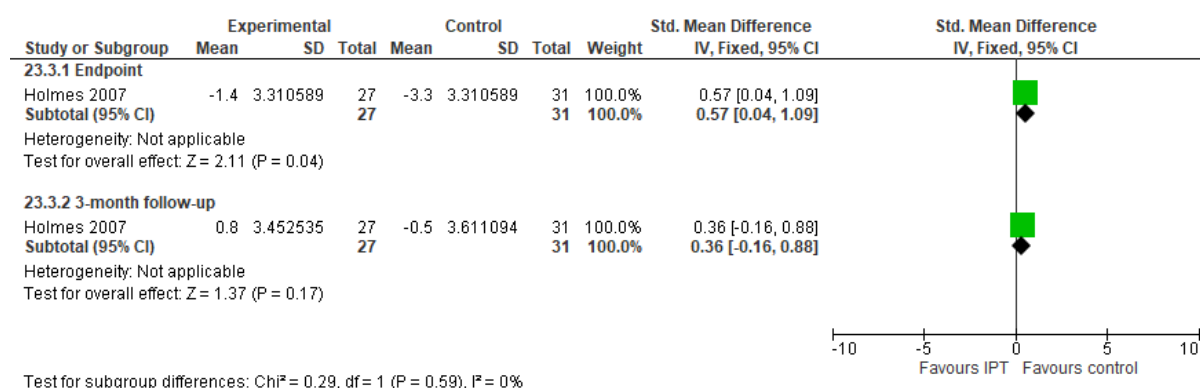 Experimental Control Std. Mean Difference Std. Mean Difference
Study or Subgroup Mean SD Total Mean SD Total Weight IV, Fixed, 95% CI IV, Fixed, 95% CI
23.3.1 Endpoint
Holmes 2007 -1.4 3.310589 27 -3.3 3.310589 31 100.0% 0.57 [0.04, 1.09]
Subtotal (95% CI) 27 31 100.0% 0.57 [0.04, 1.09]
Heterogeneity: Not applicable
Test for overall effect: Z = 2.11 (P = 0.04)
23.3.2 3-month follow-up
Holmes 2007 0.8 3.452535 27 -0.5 3.611094 31 100.0% 0.36 [-0.16, 0.88]
Subtotal (95% CI) 27 31 100.0% 0.36 [-0.16, 0.88]
Heterogeneity: Not applicable
Test for overall effect: Z = 1.37 (P = 0.17)
-10 -5 0 5 10
Favours IPT Favours control
Test for subgroup differences: Chi² = 0.29, df = 1 (P = 0.59), I² = 0%